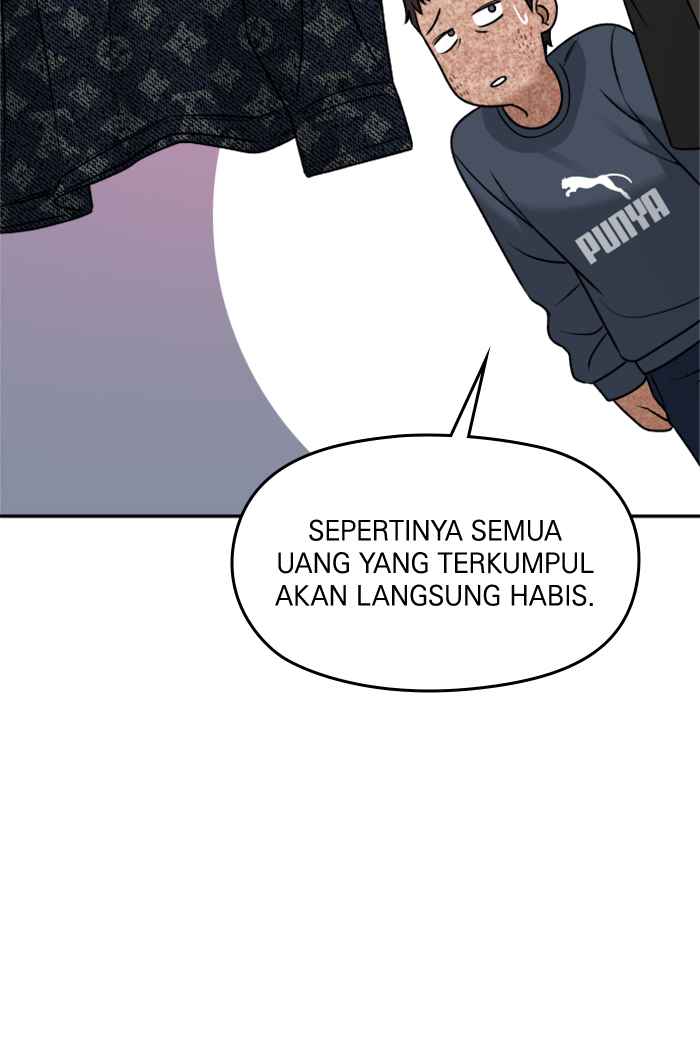 PUNYA
SEPERTINYA SEMUA
UANG YANG TERKUMPUL
AKAN LANGSUNG HABIS.